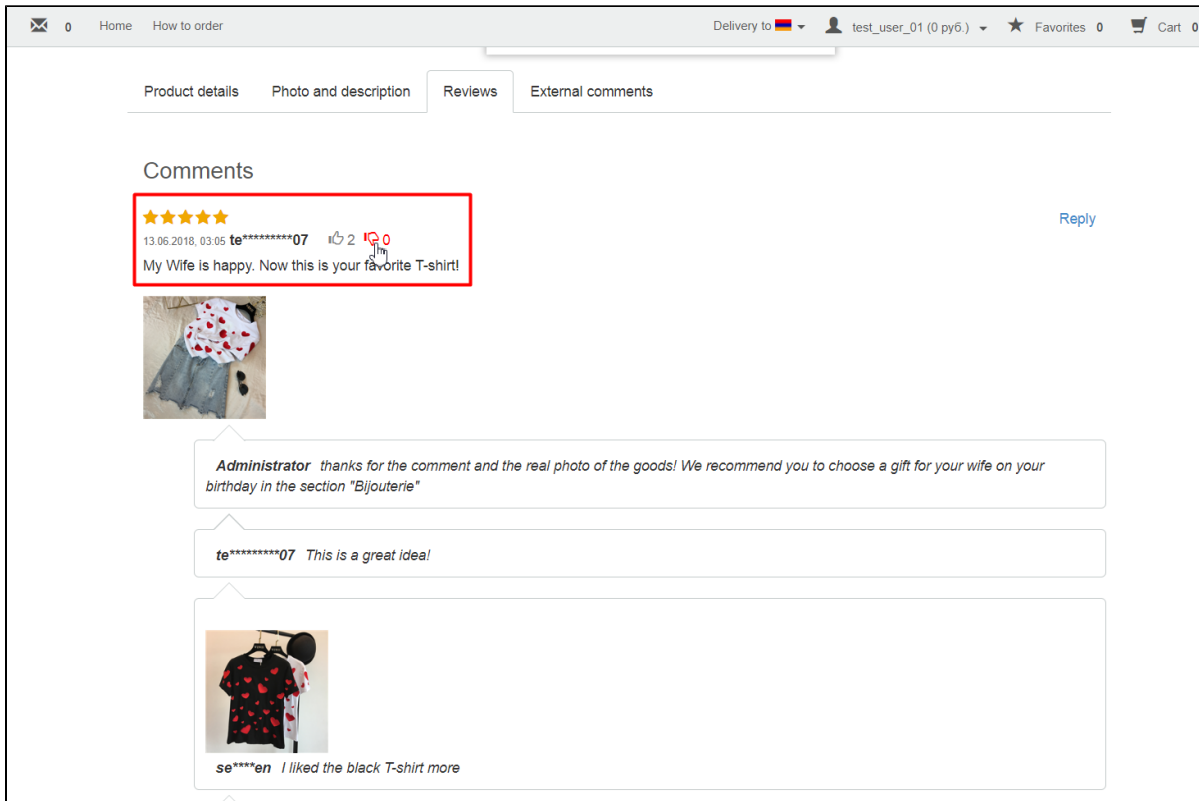 0 Home How to order Delivery to test_user_01 (0 руб.) Favorites 0 Cart 0
Product details Photo and description Reviews External comments
Comments
Reply
13.06.2018, 03:05 te*********07 2 0
My Wife is happy. Now this is your favorite T-shirt!
Administrator thanks for the comment and the real photo of the goods! We recommend you to choose a gift for your wife on your
birthday in the section "Bijouterie"
te*********07 This is a great idea!
se****en I liked the black T-shirt more